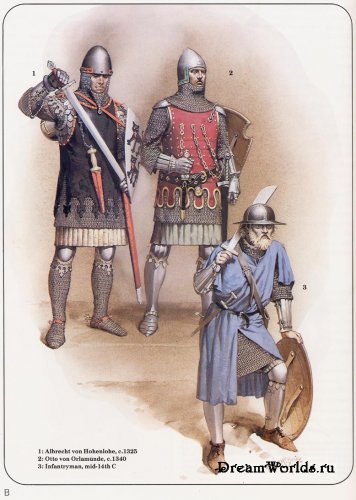 1
2
3
1: Albrecht von Hohenlohe, c.1325
2: Otto von Orlamünde, c.1340
3: Infantryman, mid-14th C
B
DreamWorlds.ru